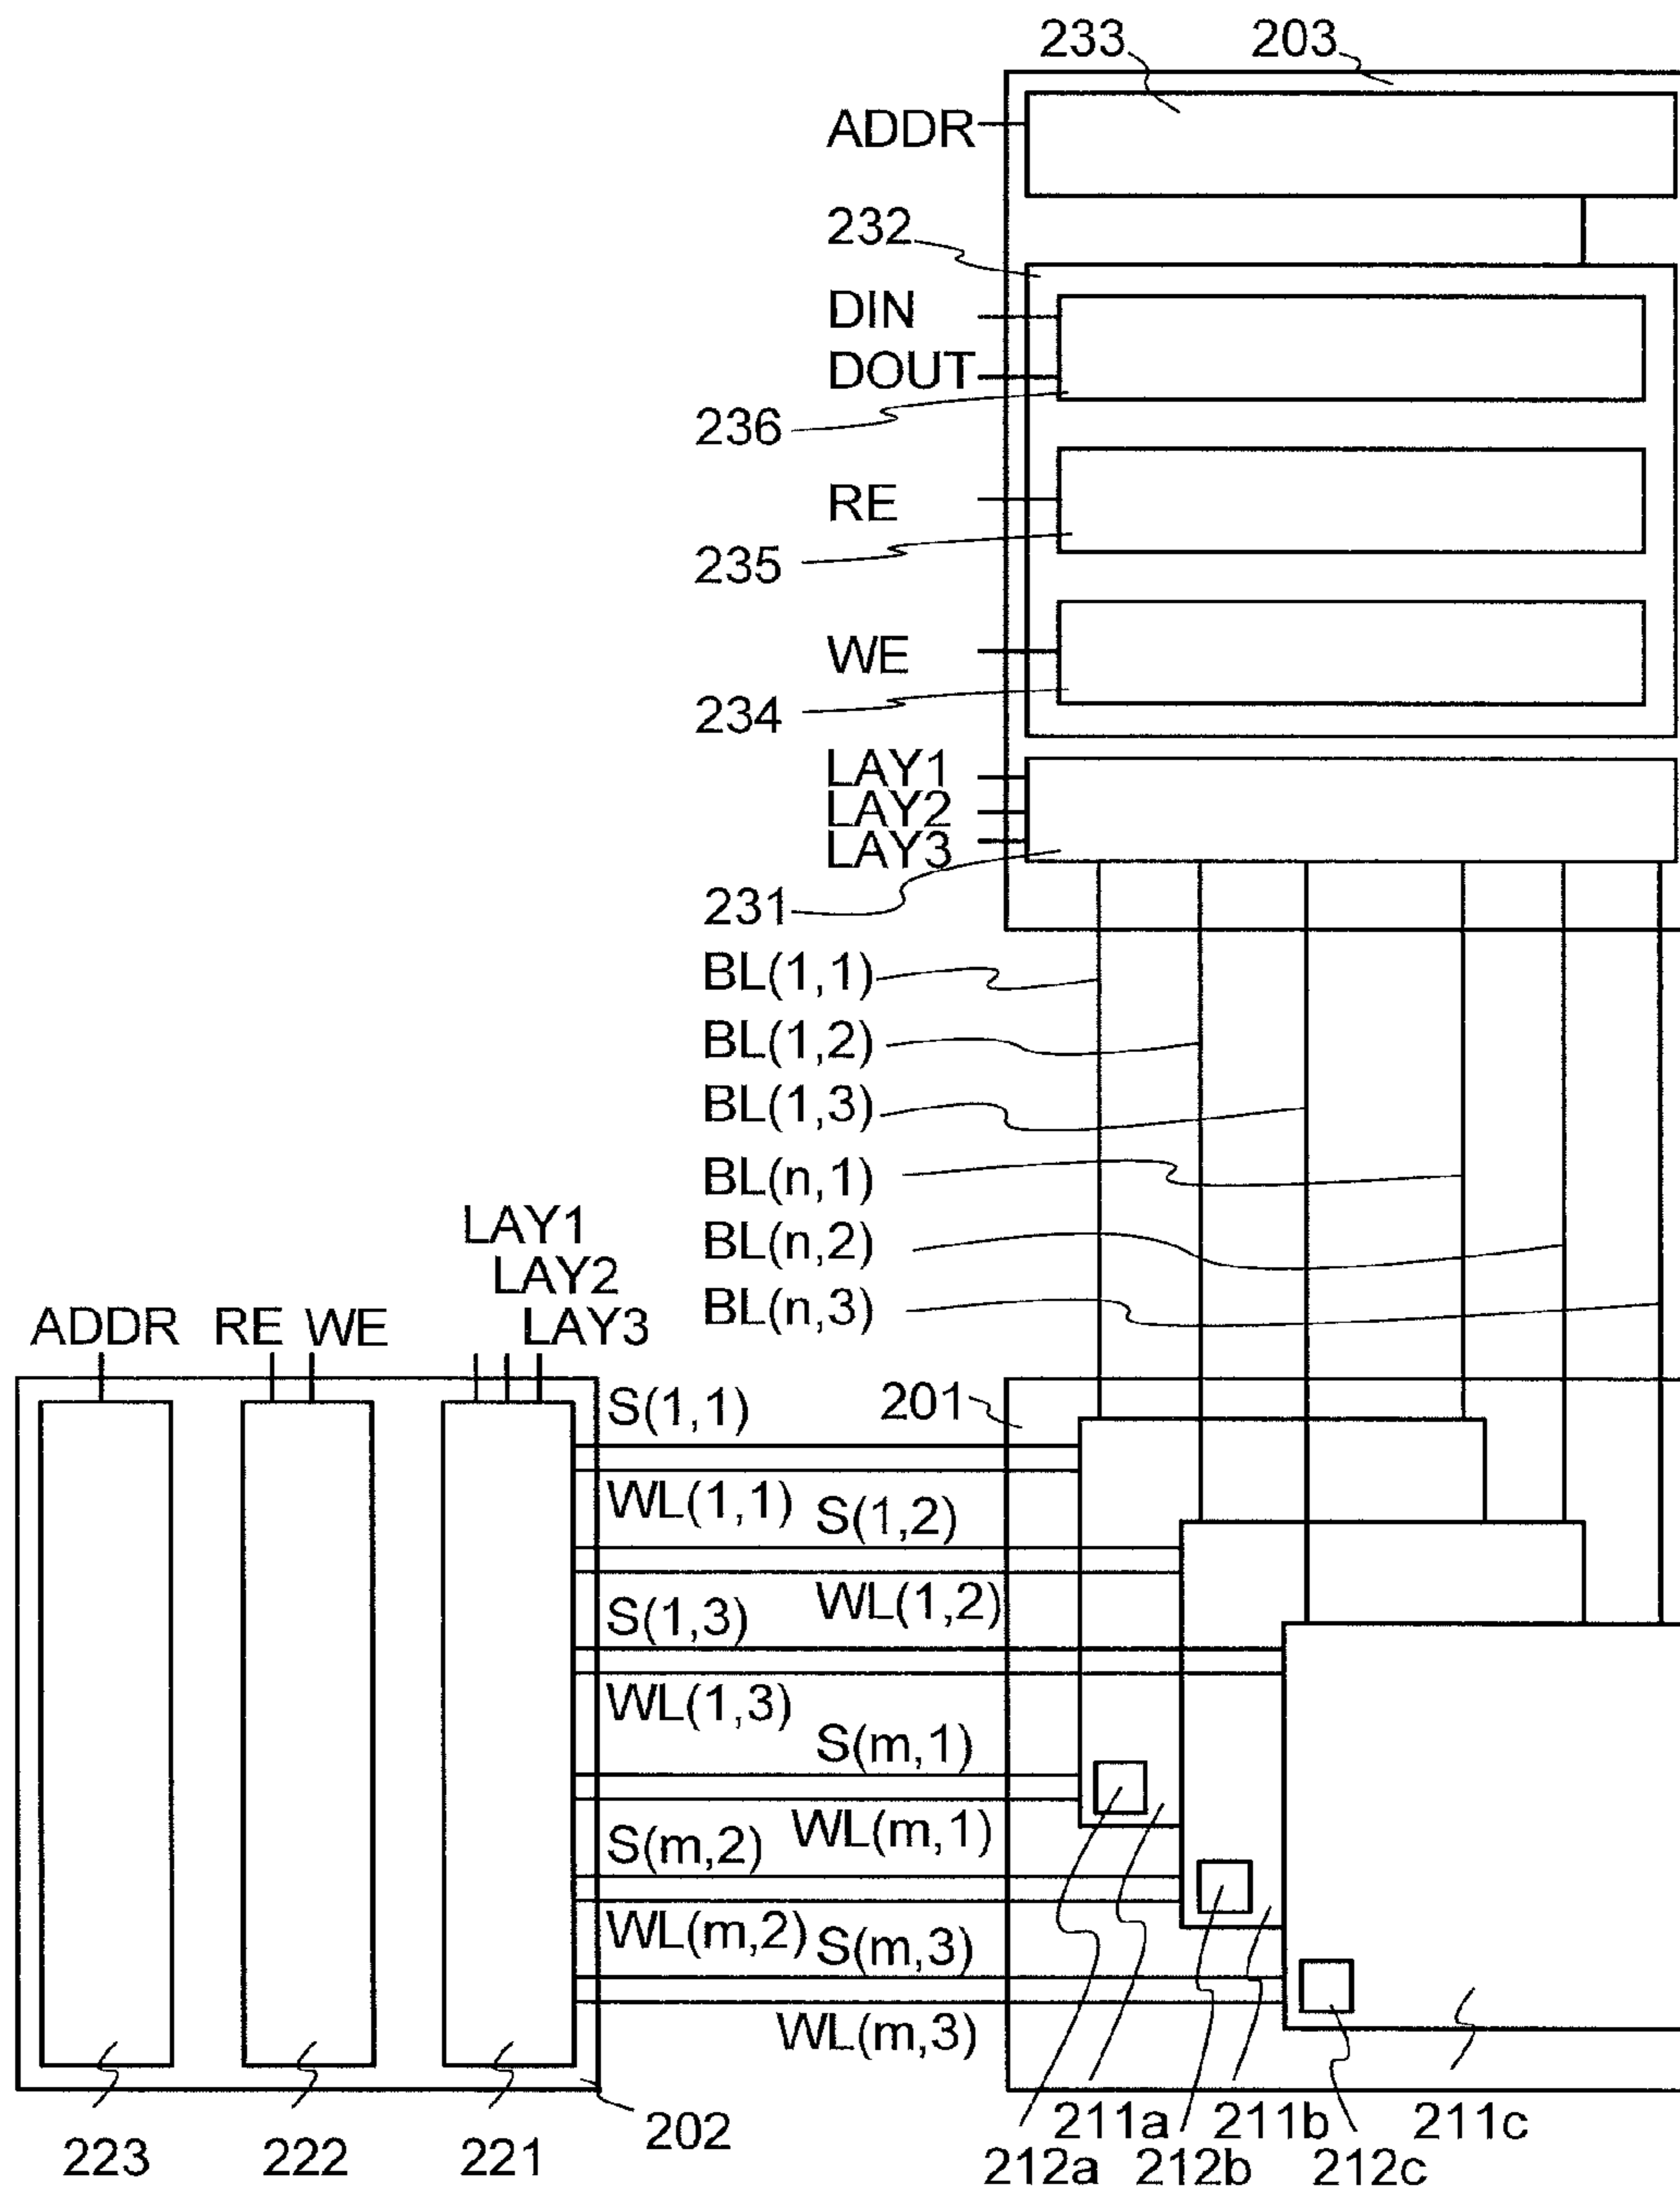 233 203
ADDR
232
DIN
DOUT
236
RE
235
WE
234
LAY1
LAY2
LAY3
231
BL(1,1)
BL(1,2)
BL(1,3)
BL(n,1)
BL(n,2)
BL(n,3)
LAY1
LAY2
LAY3
ADDR RE WE
S(1,1)
201
WL(1,1)
S(1,2)
WL(1,2)
S(1,3)
WL(1,3)
S(m,1)
WL(m,1)
S(m,2)
WL(m,2)
S(m,3)
WL(m,3)
223 222 221 202
211a 211b 211c
212a 212b 212c